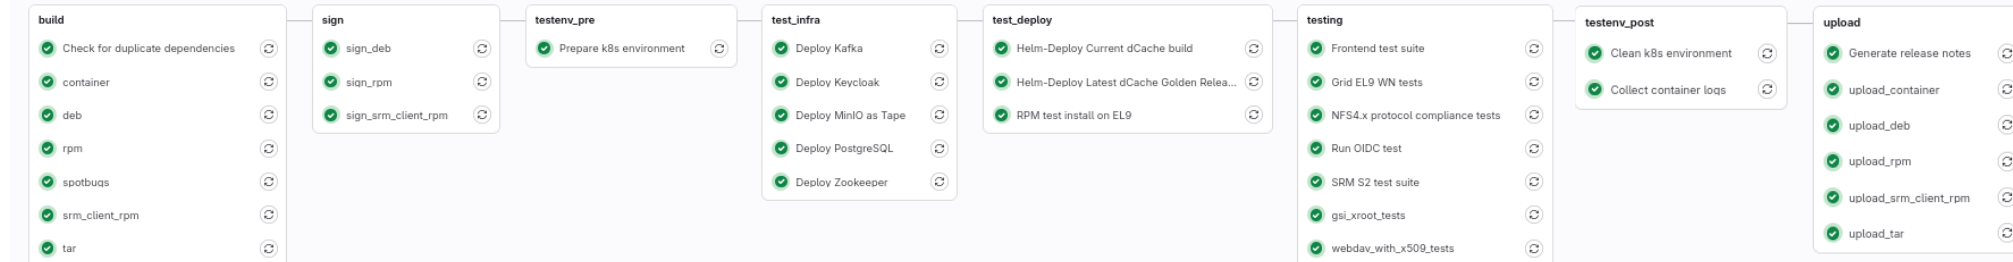 build
Check for duplicate dependencies
container
deb
rpm
spotbugs
srm_client_rpm
tar
sign
sign_deb
sign_rpm
sign_srm_client_rpm
testenv_pre
Prepare k8s environment
test_infra
Deploy Kafka
Deploy Keycloak
Deploy MinIO as Tape
Deploy PostgreSQL
Deploy Zookeeper
test_deploy
Helm-Deploy Current dCache build
Helm-Deploy Latest dCache Golden Relea...
RPM test install on EL9
testing
Frontend test suite
Grid EL9 WN tests
NFS4.x protocol compliance tests
Run OIDC test
SRM S2 test suite
gsi_xroot_tests
webdav_with_x509_tests
testenv_post
Clean k8s environment
Collect container logs
upload
Generate release notes
upload_container
upload_deb
upload_rpm
upload_srm_client_rpm
upload_tar